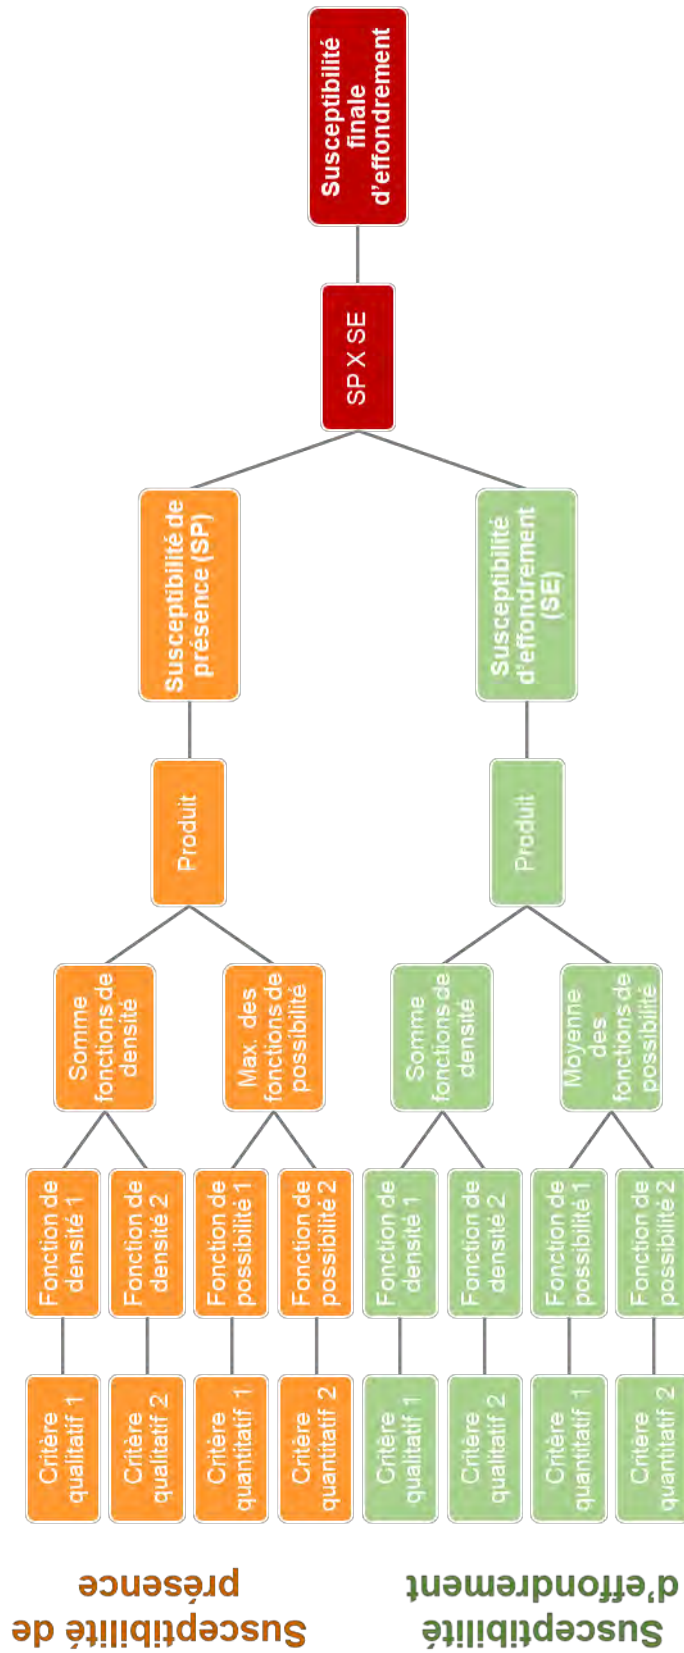 Susceptibilité de
présence
Critère
qualitatif 1
Fonction de
densité 1
Critère
qualitatif 2
Fonction de
densité 2
Somme
fonctions de
densité
Critère
quantitatif 1
Fonction de
possibilité 1
Critère
quantitatif 2
Fonction de
possibilité 2
Max. des
fonctions de
possibilité
Produit
Susceptibilité de
présence (SP)
Susceptibilité
d'effondrement
Critère
qualitatif 1
Fonction de
densité 1
Critère
qualitatif 2
Fonction de
densité 2
Somme
fonctions de
densité
Critère
quantitatif 1
Fonction de
possibilité 1
Critère
quantitatif 2
Fonction de
possibilité 2
Moyenne
des
fonctions de
possibilité
Produit
Susceptibilité
d'effondrement
(SE)
SP X SE
Susceptibilité
finale
d'effondrement